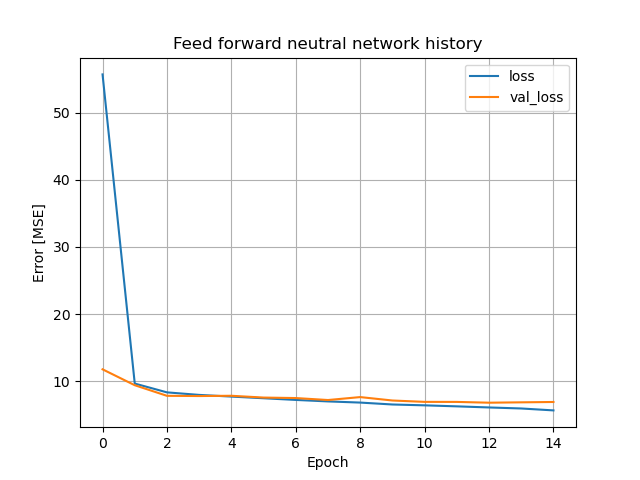 Feed forward neutral network history
loss
val_loss
Error [MSE]
50
40
30
20
10
0 2 4 6 8 10 12 14
Epoch